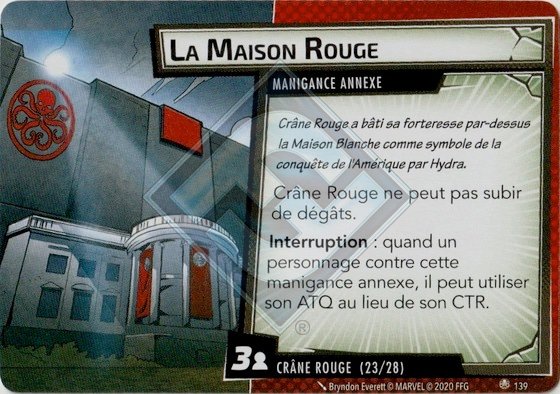 LA MAISON ROUGE
MANIGANCE ANNEXE
Crâne Rouge a bâti sa forteresse par-dessus
la Maison Blanche comme symbole de la
conquête de l'Amérique par Hydra.
Crâne Rouge ne peut pas subir
de dégâts.
Interruption : quand un
personnage contre cette
manigance annexe, il peut utiliser
son ATQ au lieu de son CTR.
®
3
CRÂNE ROUGE (23/28)
Bryndon Everett © MARVEL © 2020 FFG
139